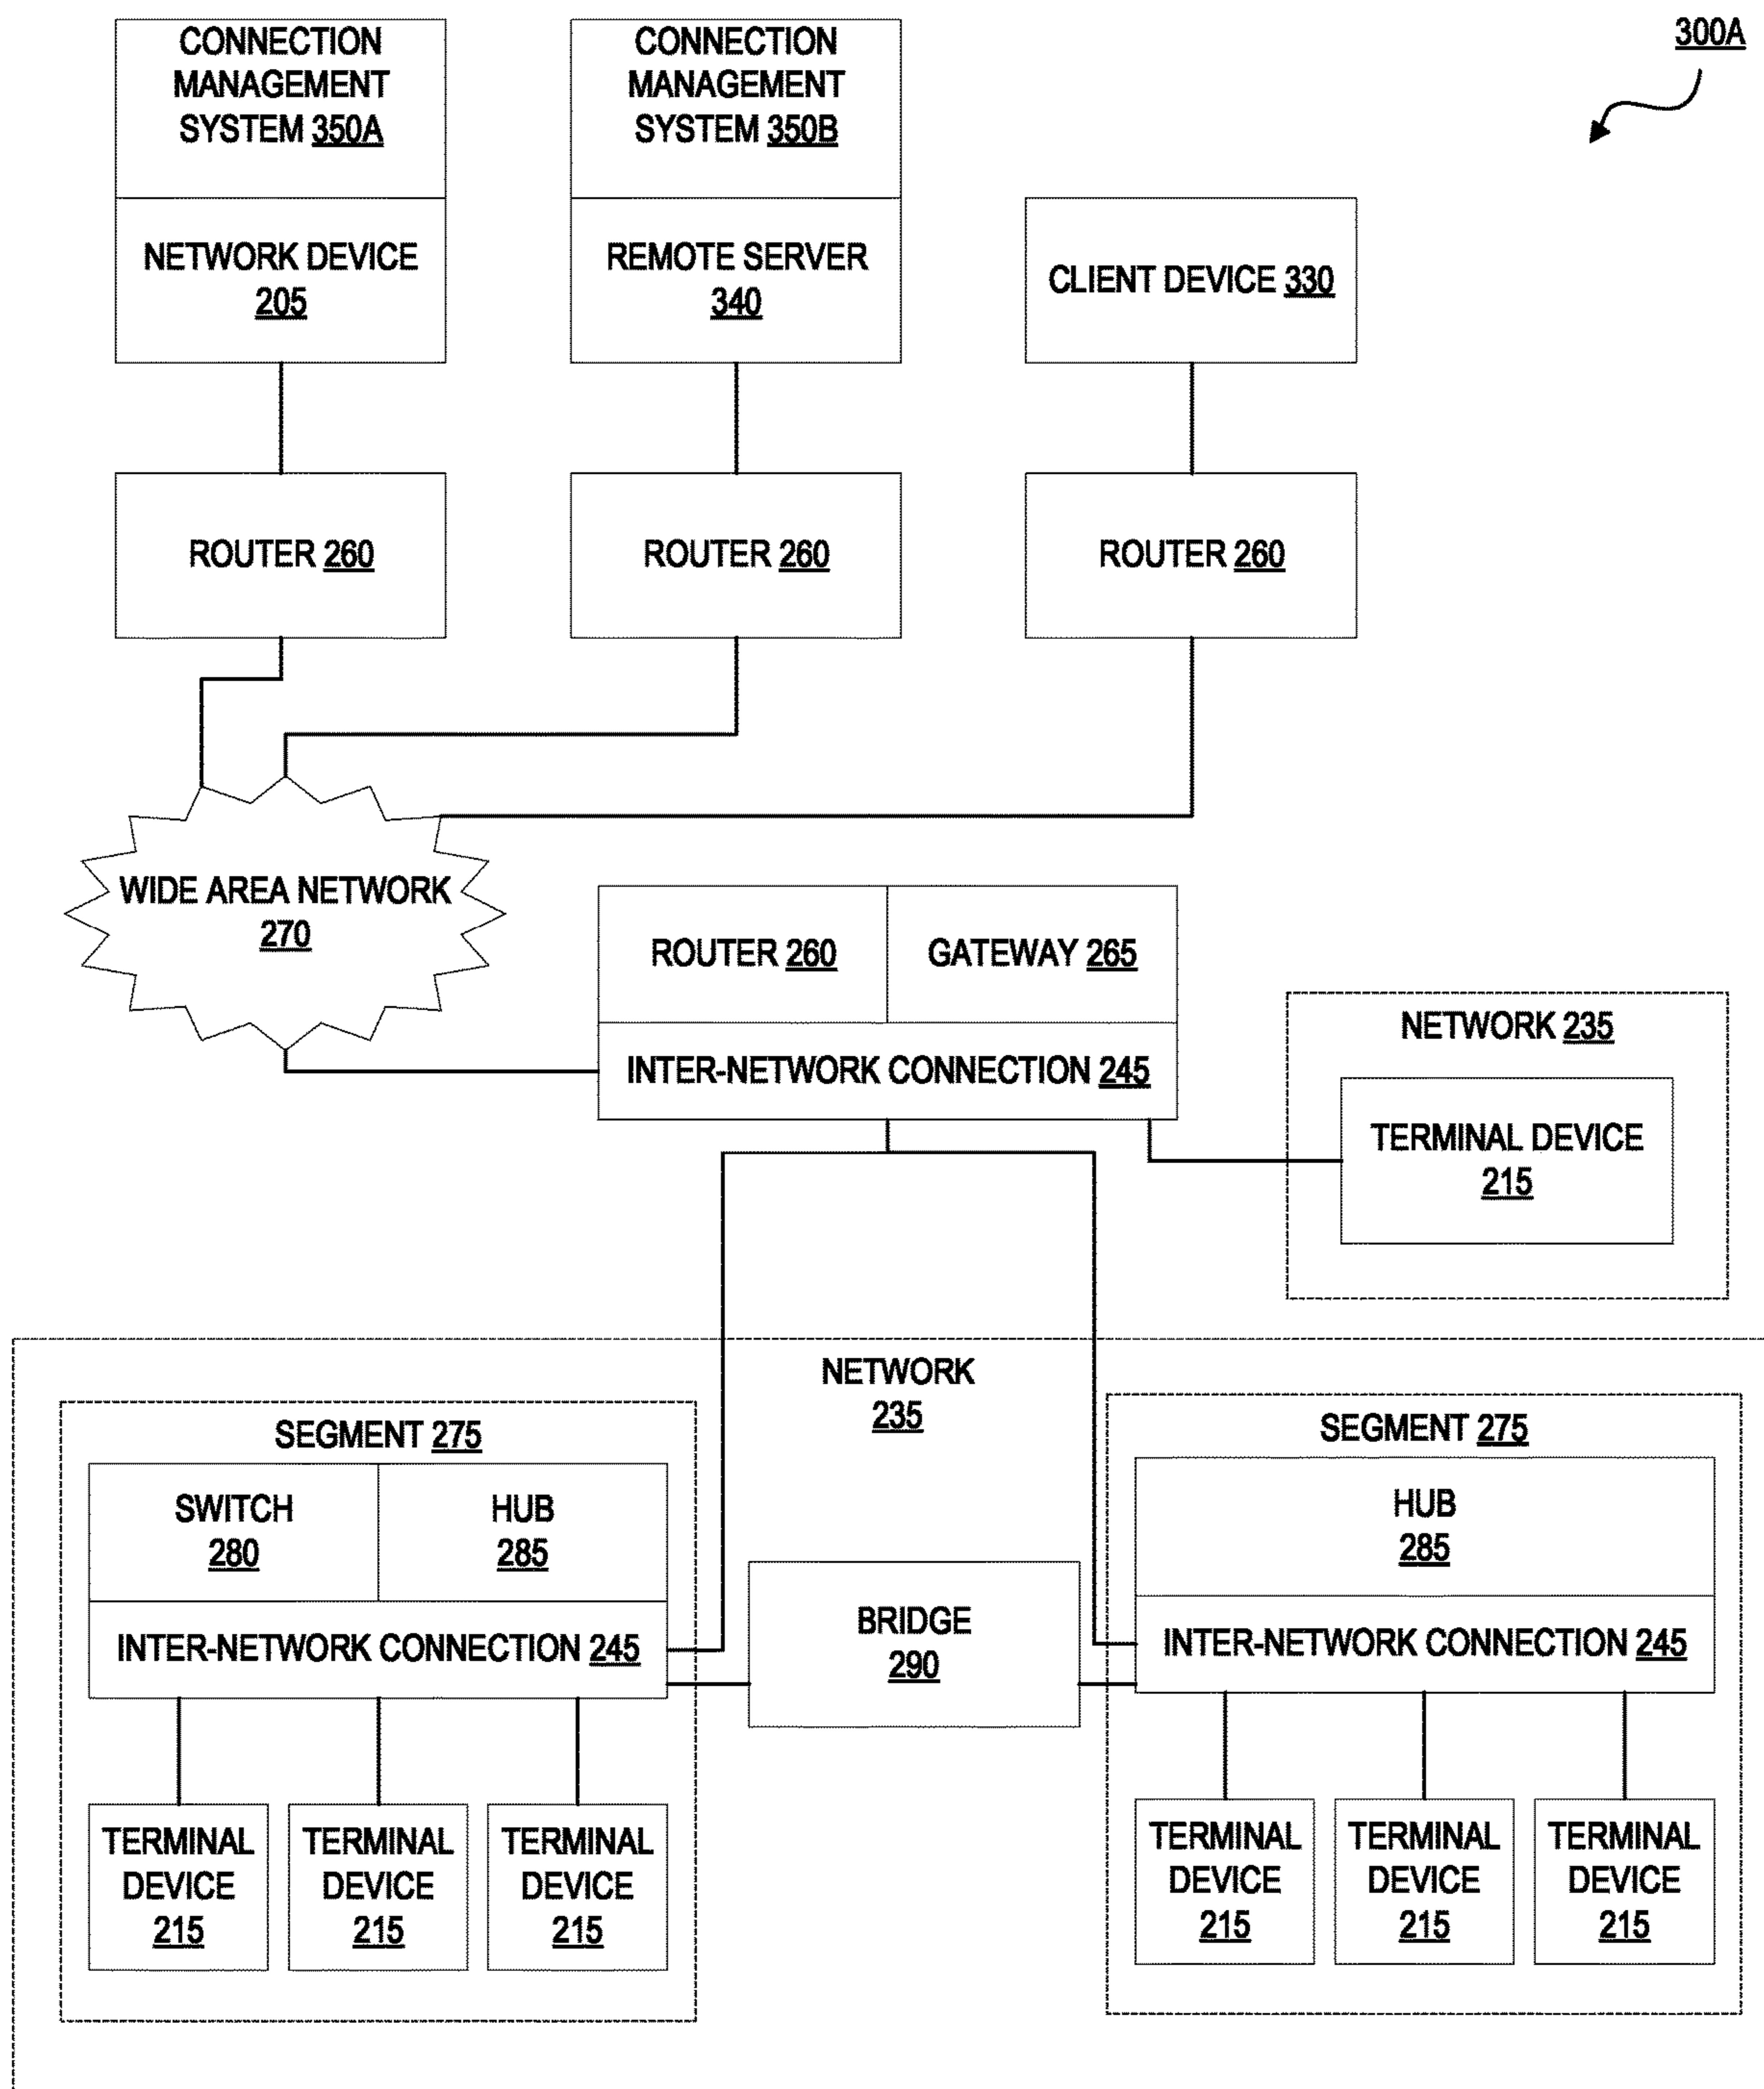 300A
CONNECTION
MANAGEMENT
SYSTEM 350A
NETWORK DEVICE
205
CONNECTION
MANAGEMENT
SYSTEM 350B
REMOTE SERVER
340
CLIENT DEVICE 330
ROUTER 260
ROUTER 260
ROUTER 260
WIDE AREA NETWORK
270
ROUTER 260
GATEWAY 265
INTER-NETWORK CONNECTION 245
NETWORK 235
TERMINAL DEVICE
215
NETWORK
235
SEGMENT 275
SWITCH
280
HUB
285
INTER-NETWORK CONNECTION 245
TERMINAL
DEVICE
215
TERMINAL
DEVICE
215
TERMINAL
DEVICE
215
BRIDGE
290
SEGMENT 275
HUB
285
INTER-NETWORK CONNECTION 245
TERMINAL
DEVICE
215
TERMINAL
DEVICE
215
TERMINAL
DEVICE
215